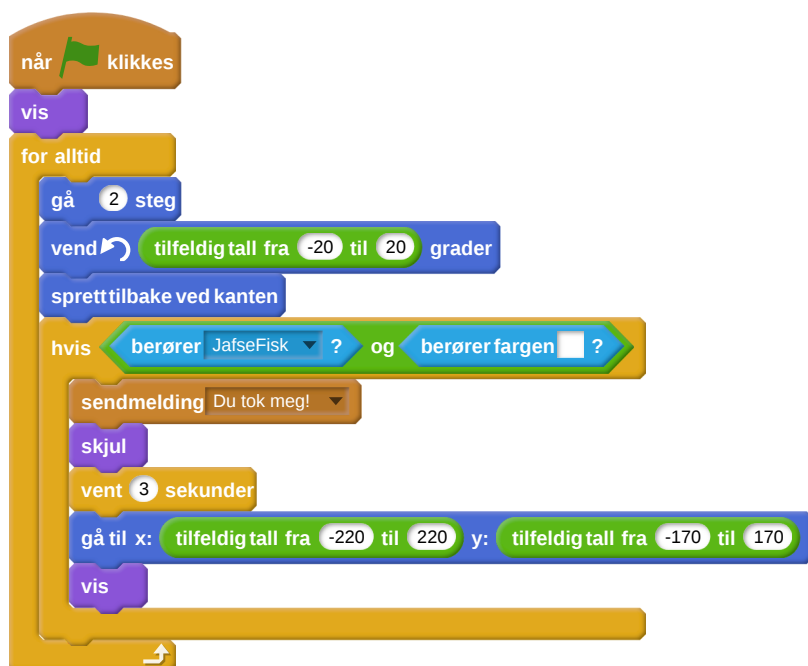 når klikkes
vis
for alltid
gå 2 steg
vend tilfeldig tall fra -20 til 20 grader
sprett tilbake ved kanten
hvis berører JafseFisk ? og berører fargen ?
send melding Du tok meg!
skjul
vent 3 sekunder
gå til x: tilfeldig tall fra -220 til 220 y: tilfeldig tall fra -170 til 170
vis